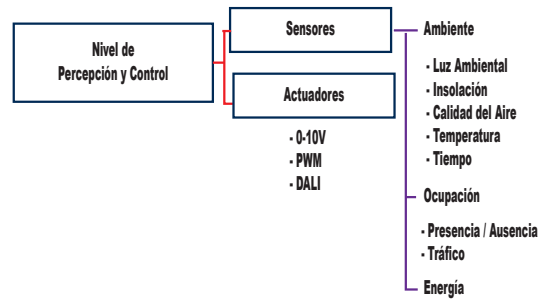 Nivel de
Percepción y Control
Sensores
Actuadores
- 0-10V
- PWM
- DALI
Ambiente
- Luz Ambiental
- Insolación
- Calidad del Aire
- Temperatura
- Tiempo
Ocupación
- Presencia / Ausencia
- Tráfico
Energía